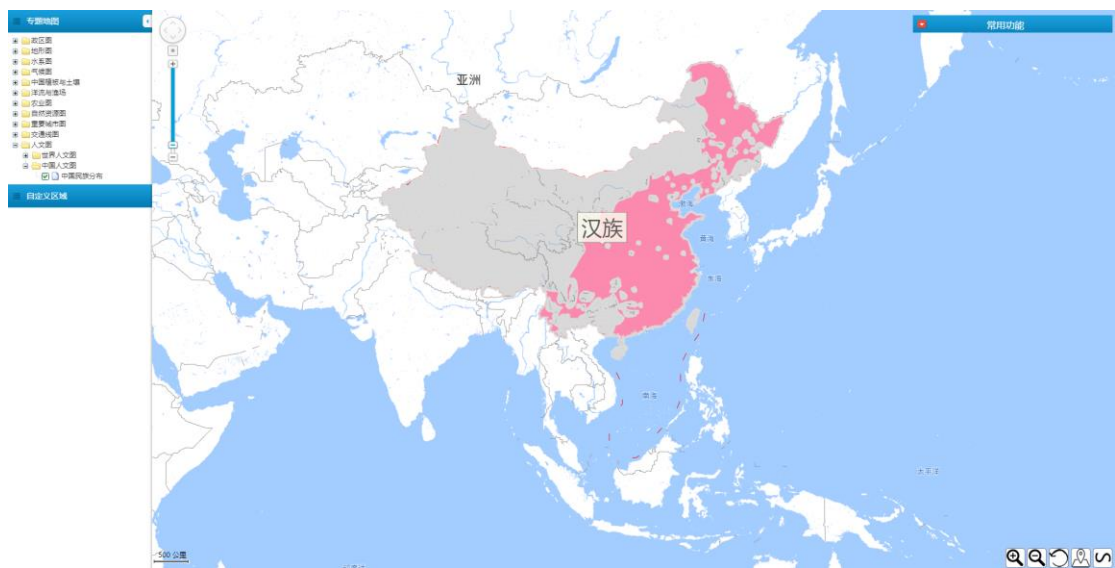 专题地图
政区图
地形图
水系图
气候图
中国植被与土壤
洋流与渔场
农业图
自然资源图
重要城市图
交通线图
人文图
世界人文图
中国人文图
中国民族分布
自定义区域
常用功能
亚洲
汉族
渤海
黄海
东海
南海
太平洋
500 公里